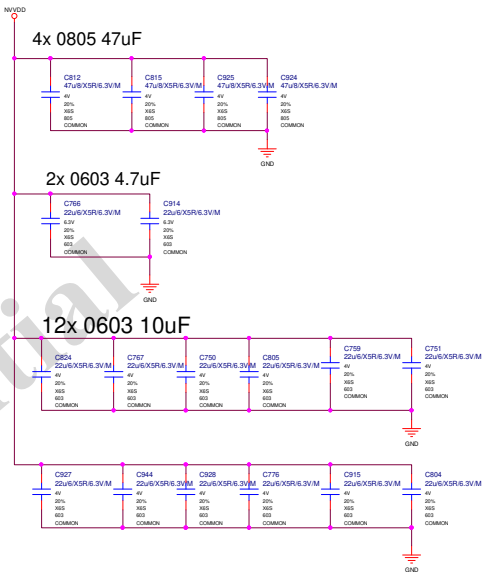 NVVDD
4x 0805 47uF
C812
47u/8/X5R/6.3V/M
4V
20%
X6S
805
COMMON
C815
47u/8/X5R/6.3V/M
4V
20%
X6S
805
COMMON
C925
47u/8/X5R/6.3V/M
4V
20%
X6S
805
COMMON
C924
47u/8/X5R/6.3V/M
4V
20%
X6S
805
COMMON
GND
2x 0603 4.7uF
C766
22u/6/X5R/6.3V/M
6.3V
20%
X6S
603
COMMON
C914
22u/6/X5R/6.3V/M
6.3V
20%
X6S
603
COMMON
GND
12x 0603 10uF
C824
22u/6/X5R/6.3V/M
4V
20%
X6S
603
COMMON
C767
22u/6/X5R/6.3V/M
4V
20%
X6S
603
COMMON
C750
22u/6/X5R/6.3V/M
4V
20%
X6S
603
COMMON
C805
22u/6/X5R/6.3V/M
4V
20%
X6S
603
COMMON
C759
22u/6/X5R/6.3V/M
4V
20%
X6S
603
COMMON
C751
22u/6/X5R/6.3V/M
4V
20%
X6S
603
COMMON
GND
C927
22u/6/X5R/6.3V/M
4V
20%
X6S
603
COMMON
C944
22u/6/X5R/6.3V/M
4V
20%
X6S
603
COMMON
C928
22u/6/X5R/6.3V/M
4V
20%
X6S
603
COMMON
C776
22u/6/X5R/6.3V/M
4V
20%
X6S
603
COMMON
C915
22u/6/X5R/6.3V/M
4V
20%
X6S
603
COMMON
C804
22u/6/X5R/6.3V/M
4V
20%
X6S
603
COMMON
GND
tial